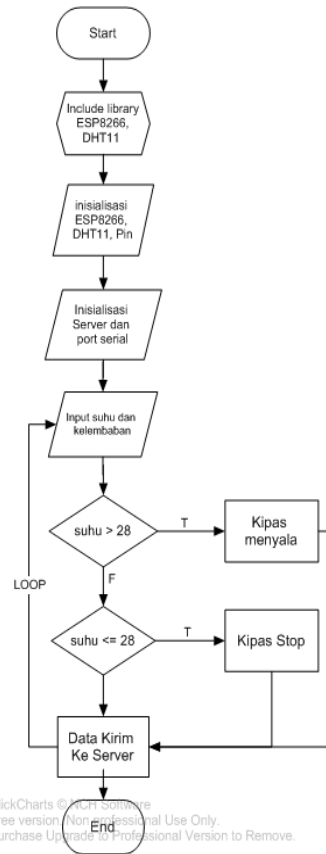 Start
Include library
ESP8266,
DHT11
inisialisasi
ESP8266,
DHT11, Pin
Inisialisasi
Server dan
port serial
Input suhu dan
kelembaban
suhu > 28
T
Kipas
menyala
F
LOOP
suhu <= 28
T
Kipas Stop
Data Kirim
Ke Server
End
ickCharts © NCH Software
ree version. Non-professional Use Only.
urchase Upgrade to Professional Version to Remove.